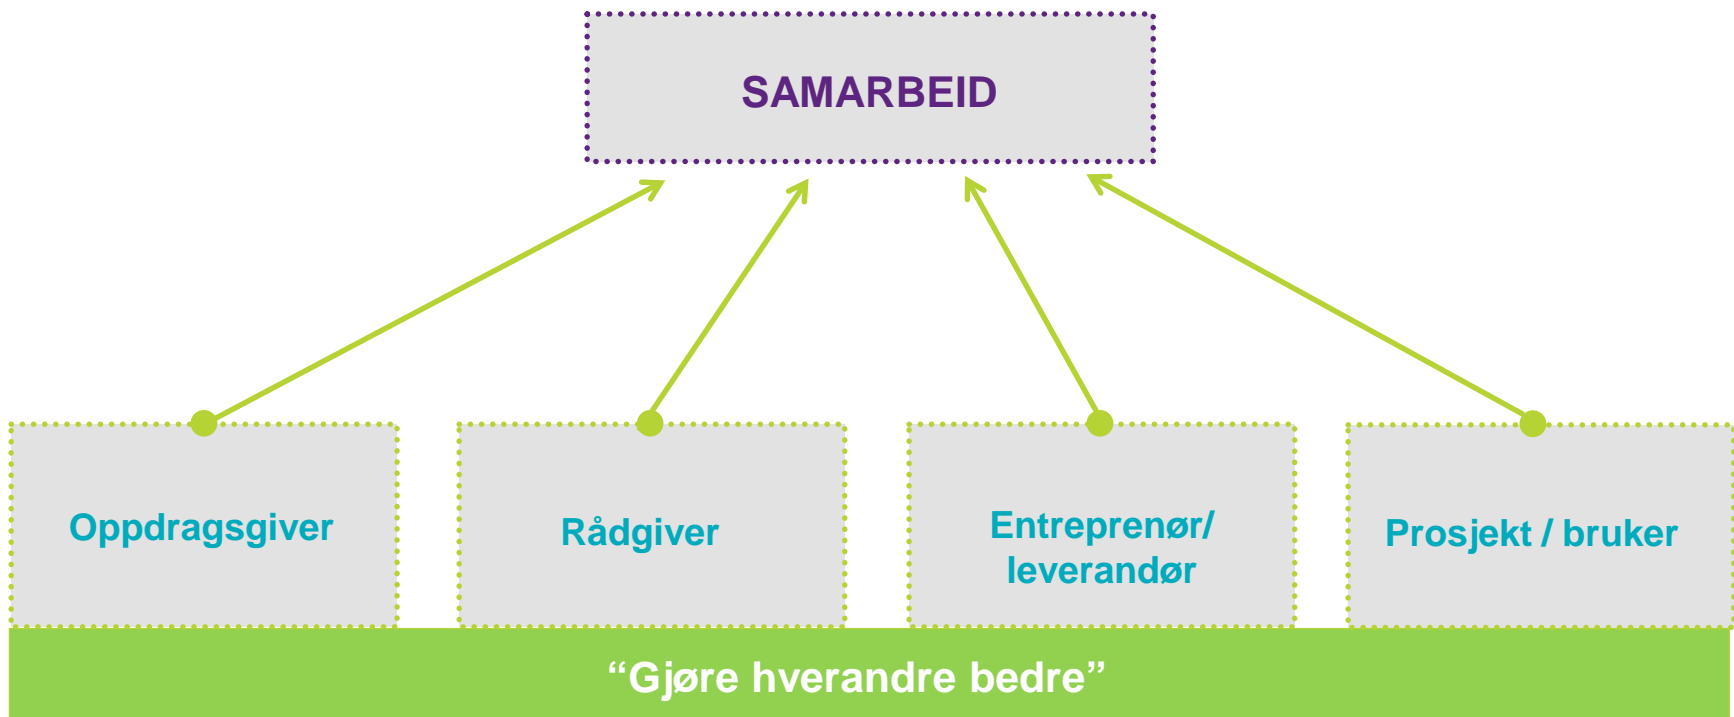 SAMARBEID
Oppdragsgiver
Rådgiver
Entreprenør/
leverandør
Prosjekt / bruker
“Gjøre hverandre bedre”